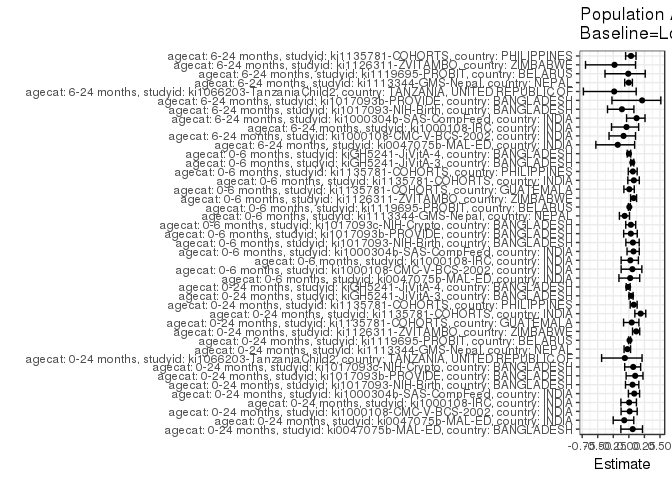 Population
Baseline=Lo
agecat: 6-24 months, studyid: ki1135781-COHORTS, country: PHILIPPINES
agecat: 6-24 months, studyid: ki1126311-ZVITAMBO, country: ZIMBABWE
agecat: 6-24 months, studyid: ki1119695-PROBIT, country: BELARUS
agecat: 6-24 months, studyid: ki1113344-GMS-Nepal, country: NEPAL
agecat: 6-24 months, studyid: ki1066203-TanzaniaChild2, country: TANZANIA, UNITED REPUBLIC OF
agecat: 6-24 months, studyid: ki1017093b-PROVIDE, country: BANGLADESH
agecat: 6-24 months, studyid: ki1017093-NIH-Birth, country: BANGLADESH
agecat: 6-24 months, studyid: ki1000304b-SAS-CompFeed, country: INDIA
agecat: 6-24 months, studyid: ki1000108-IRC, country: INDIA
agecat: 6-24 months, studyid: ki1000108-CMC-V-BCS-2002, country: INDIA
agecat: 6-24 months, studyid: ki0047075b-MAL-ED, country: INDIA
agecat: 0-6 months, studyid: kiGH5241-JiVitA-4, country: BANGLADESH
agecat: 0-6 months, studyid: kiGH5241-JiVitA-3, country: BANGLADESH
agecat: 0-6 months, studyid: ki1135781-COHORTS, country: PHILIPPINES
agecat: 0-6 months, studyid: ki1135781-COHORTS, country: INDIA
agecat: 0-6 months, studyid: ki1135781-COHORTS, country: GUATEMALA
agecat: 0-6 months, studyid: ki1126311-ZVITAMBO, country: ZIMBABWE
agecat: 0-6 months, studyid: ki1119695-PROBIT, country: BELARUS
agecat: 0-6 months, studyid: ki1113344-GMS-Nepal, country: NEPAL
agecat: 0-6 months, studyid: ki1017093c-NIH-Crypto, country: BANGLADESH
agecat: 0-6 months, studyid: ki1017093b-PROVIDE, country: BANGLADESH
agecat: 0-6 months, studyid: ki1017093-NIH-Birth, country: BANGLADESH
agecat: 0-6 months, studyid: ki1000304b-SAS-CompFeed, country: INDIA
agecat: 0-6 months, studyid: ki1000108-IRC, country: INDIA
agecat: 0-6 months, studyid: ki1000108-CMC-V-BCS-2002, country: INDIA
agecat: 0-6 months, studyid: ki0047075b-MAL-ED, country: INDIA
agecat: 0-24 months, studyid: kiGH5241-JiVitA-4, country: BANGLADESH
agecat: 0-24 months, studyid: kiGH5241-JiVitA-3, country: BANGLADESH
agecat: 0-24 months, studyid: ki1135781-COHORTS, country: PHILIPPINES
agecat: 0-24 months, studyid: ki1135781-COHORTS, country: INDIA
agecat: 0-24 months, studyid: ki1135781-COHORTS, country: GUATEMALA
agecat: 0-24 months, studyid: ki1126311-ZVITAMBO, country: ZIMBABWE
agecat: 0-24 months, studyid: ki1119695-PROBIT, country: BELARUS
agecat: 0-24 months, studyid: ki1113344-GMS-Nepal, country: NEPAL
agecat: 0-24 months, studyid: ki1066203-TanzaniaChild2, country: TANZANIA, UNITED REPUBLIC OF
agecat: 0-24 months, studyid: ki1017093c-NIH-Crypto, country: BANGLADESH
agecat: 0-24 months, studyid: ki1017093b-PROVIDE, country: BANGLADESH
agecat: 0-24 months, studyid: ki1017093-NIH-Birth, country: BANGLADESH
agecat: 0-24 months, studyid: ki1000304b-SAS-CompFeed, country: INDIA
agecat: 0-24 months, studyid: ki1000108-IRC, country: INDIA
agecat: 0-24 months, studyid: ki1000108-CMC-V-BCS-2002, country: INDIA
agecat: 0-24 months, studyid: ki0047075b-MAL-ED, country: INDIA
agecat: 0-24 months, studyid: ki0047075b-MAL-ED, country: BANGLADESH
-0.75-0.50-0.250.000.250.50
Estimate